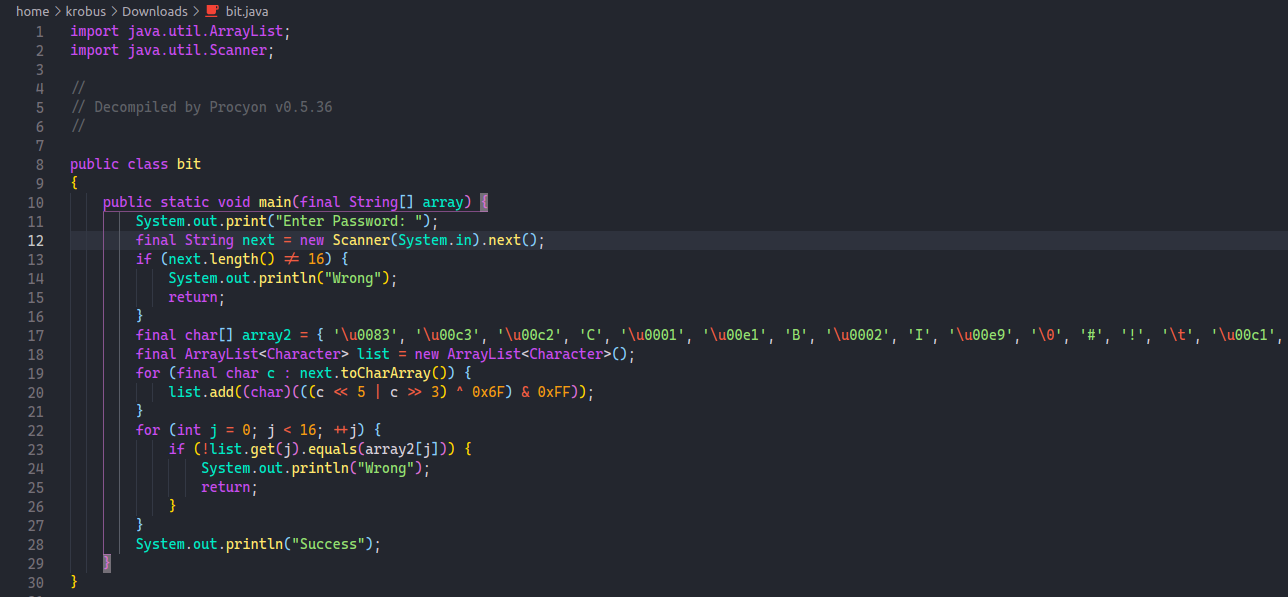 home > krobus > Downloads > bit.java
1 import java.util.ArrayList;
2 import java.util.Scanner;
3
4 //
5 // Decompiled by Procyon v0.5.36
6 //
7
8 public class bit
9 {
10 public static void main(final String[] array) {
11 System.out.print("Enter Password: ");
12 final String next = new Scanner(System.in).next();
13 if (next.length() ≠ 16) {
14 System.out.println("Wrong");
15 return;
16 }
17 final char[] array2 = { '\u0083', '\u00c3', '\u00c2', 'C', '\u0001', '\u00e1', 'B', '\u0002', 'I', '\u00e9', '\0', '#', '!', '\t', '\u00c1',
18 final ArrayList<Character> list = new ArrayList<Character>();
19 for (final char c : next.toCharArray()) {
20 list.add((char)(((c << 5 | c >> 3) ^ 0x6F) & 0xFF));
21 }
22 for (int j = 0; j < 16; ++j) {
23 if (!list.get(j).equals(array2[j])) {
24 System.out.println("Wrong");
25 return;
26 }
27 }
28 System.out.println("Success");
29 }
30 }